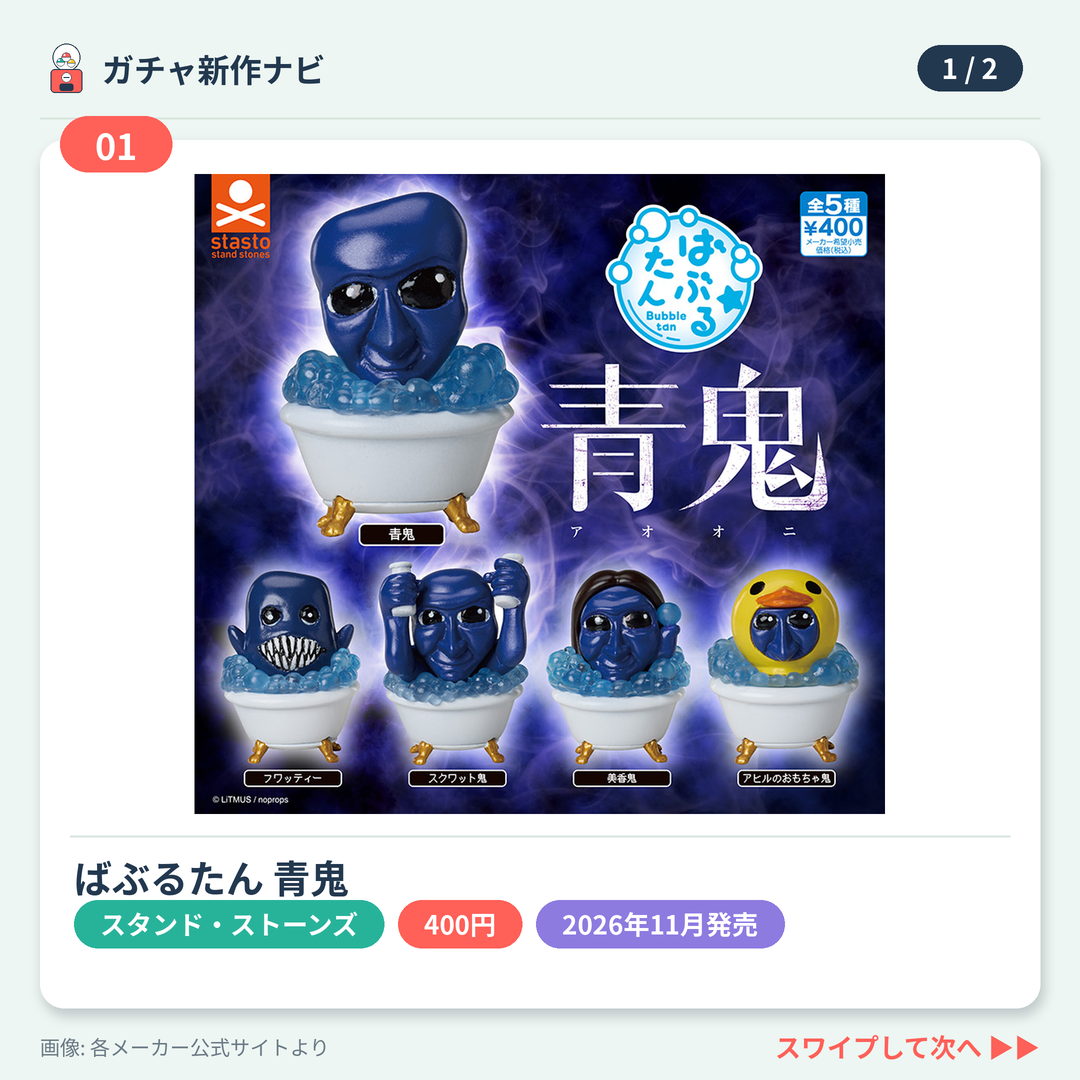 ガチャ新作ナビ
1 / 2
01
stasto
stand stones
全5種
¥400
メーカー希望小売
価格(税込)
ばぶるたん
Bubble
tan
青鬼
アオオニ
青鬼
フワッティー
スクワット鬼
美香鬼
アヒルのおもちゃ鬼
© LiTMUS / noprops
ばぶるたん 青鬼
スタンド・ストーンズ
400円
2026年11月発売
画像: 各メーカー公式サイトより
スワイプして次へ ▶▶